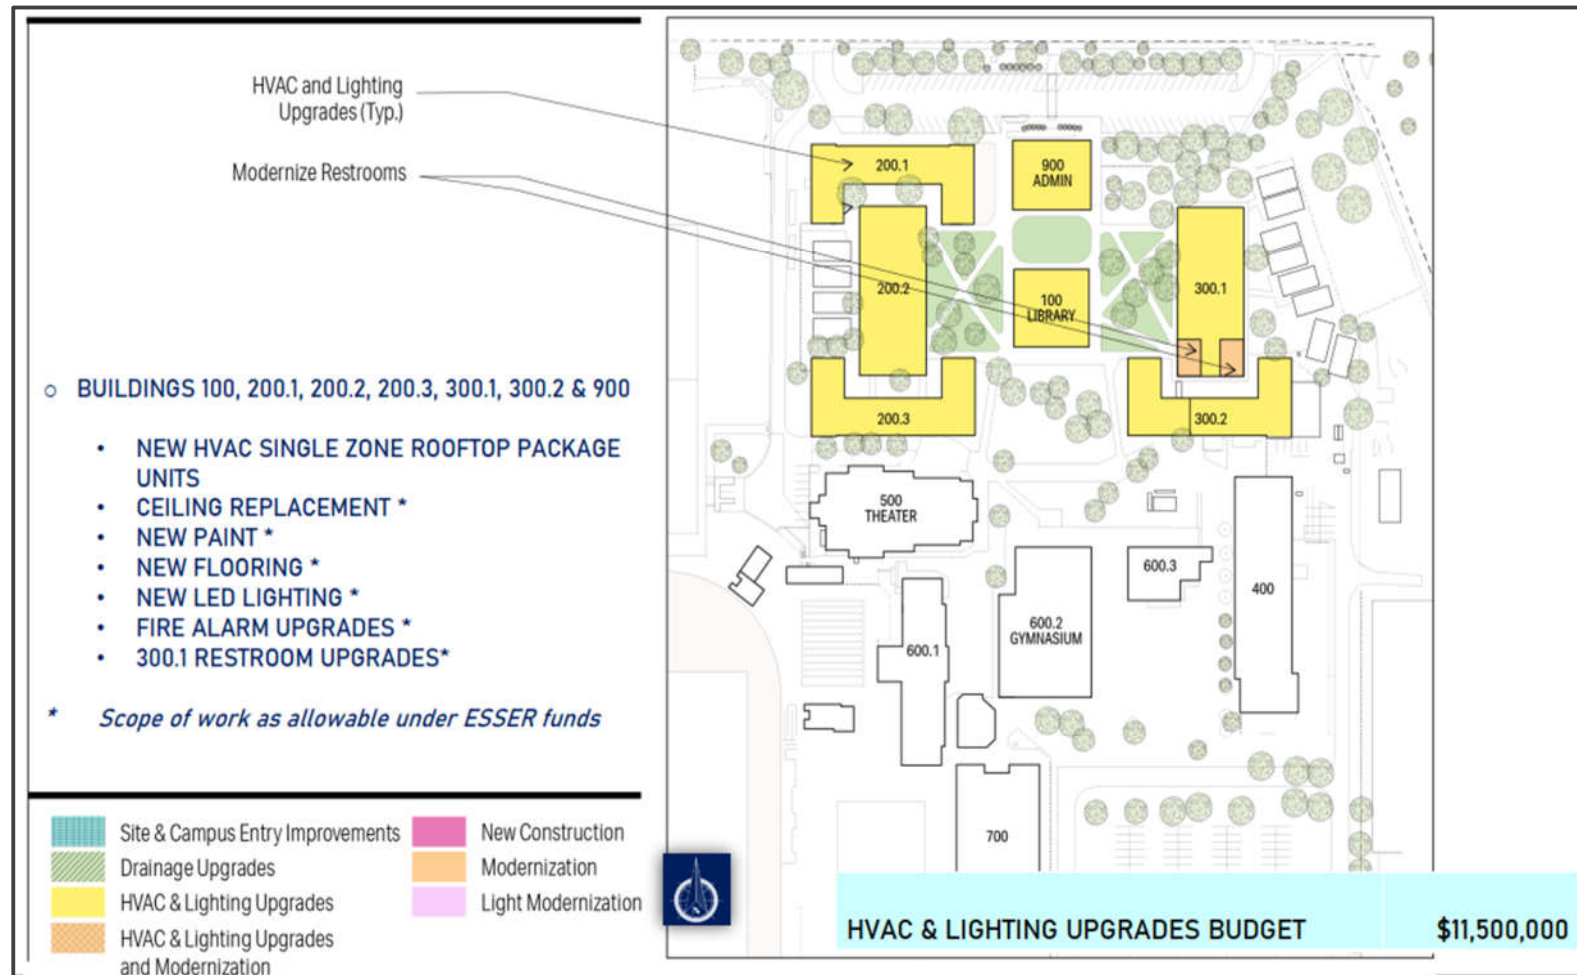 HVAC and Lighting
Upgrades (Typ.)
Modernize Restrooms
○ BUILDINGS 100, 200.1, 200.2, 200.3, 300.1, 300.2 & 900
• NEW HVAC SINGLE ZONE ROOFTOP PACKAGE
UNITS
• CEILING REPLACEMENT *
• NEW PAINT *
• NEW FLOORING *
• NEW LED LIGHTING *
• FIRE ALARM UPGRADES *
• 300.1 RESTROOM UPGRADES*
* Scope of work as allowable under ESSER funds
Site & Campus Entry Improvements
Drainage Upgrades
HVAC & Lighting Upgrades
HVAC & Lighting Upgrades
and Modernization
New Construction
Modernization
Light Modernization
200.1
900
ADMIN
200.2
100
LIBRARY
300.1
200.3
300.2
500
THEATER
600.3
400
600.2
GYMNASIUM
600.1
700
HVAC & LIGHTING UPGRADES BUDGET $11,500,000